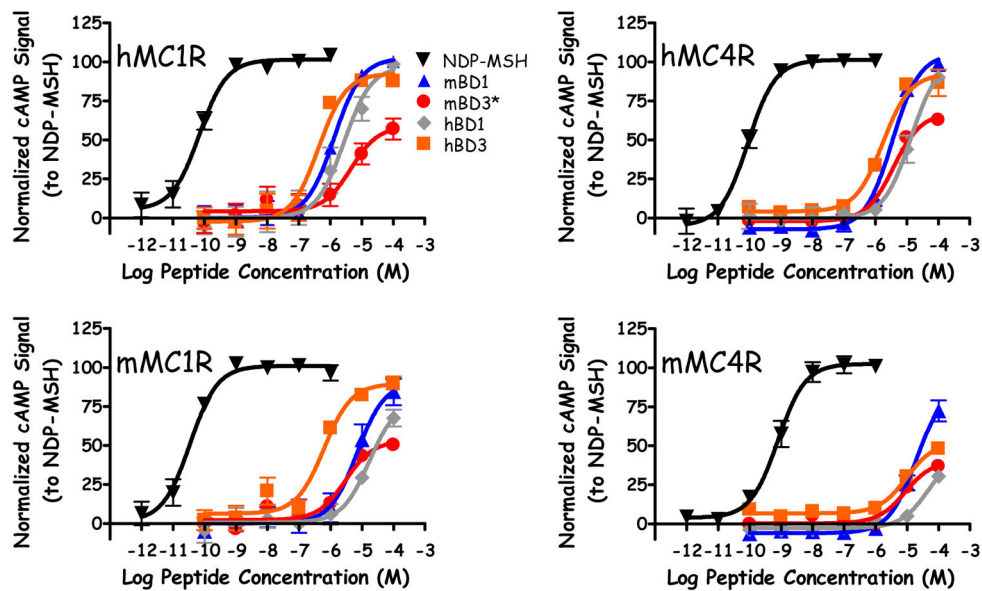 hMC1R
Normalized cAMP Signal
(to NDP-MSH)
125
100
75
50
25
0
-12 -11 -10 -9 -8 -7 -6 -5 -4 -3
Log Peptide Concentration (M)
NDP-MSH
mBD1
mBD3*
hBD1
hBD3
hMC4R
Normalized cAMP Signal
(to NDP-MSH)
125
100
75
50
25
0
-12 -11 -10 -9 -8 -7 -6 -5 -4 -3
Log Peptide Concentration (M)
mMC1R
Normalized cAMP Signal
(to NDP-MSH)
125
100
75
50
25
0
-12 -11 -10 -9 -8 -7 -6 -5 -4 -3
Log Peptide Concentration (M)
mMC4R
Normalized cAMP Signal
(to NDP-MSH)
125
100
75
50
25
0
-12 -11 -10 -9 -8 -7 -6 -5 -4 -3
Log Peptide Concentration (M)